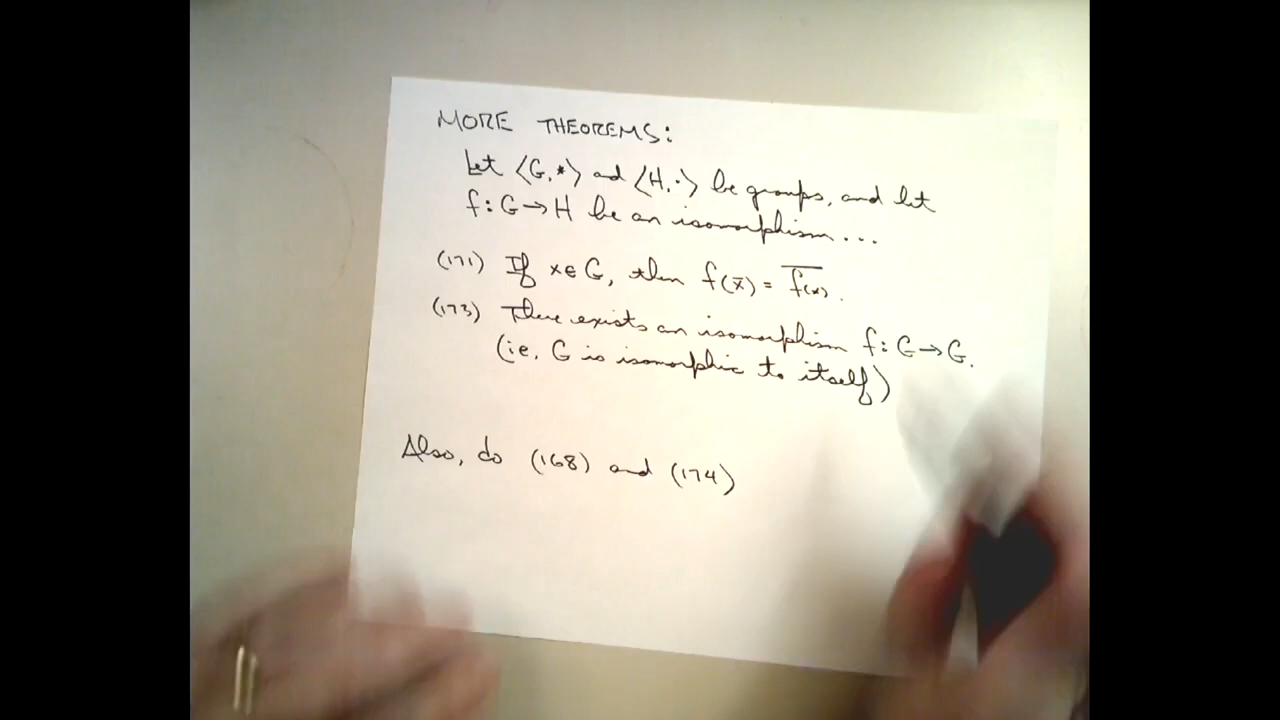 MORE THEOREMS:
Let ⟨G,*⟩ and ⟨H,·⟩ be groups, and let
f: G→H be an isomorphism...
(171) If x∈G, then f(x̅) = \overline{f(x)}.
(173) There exists an isomorphism f: G→G.
(ie. G is isomorphic to itself)
Also, do (168) and (174)